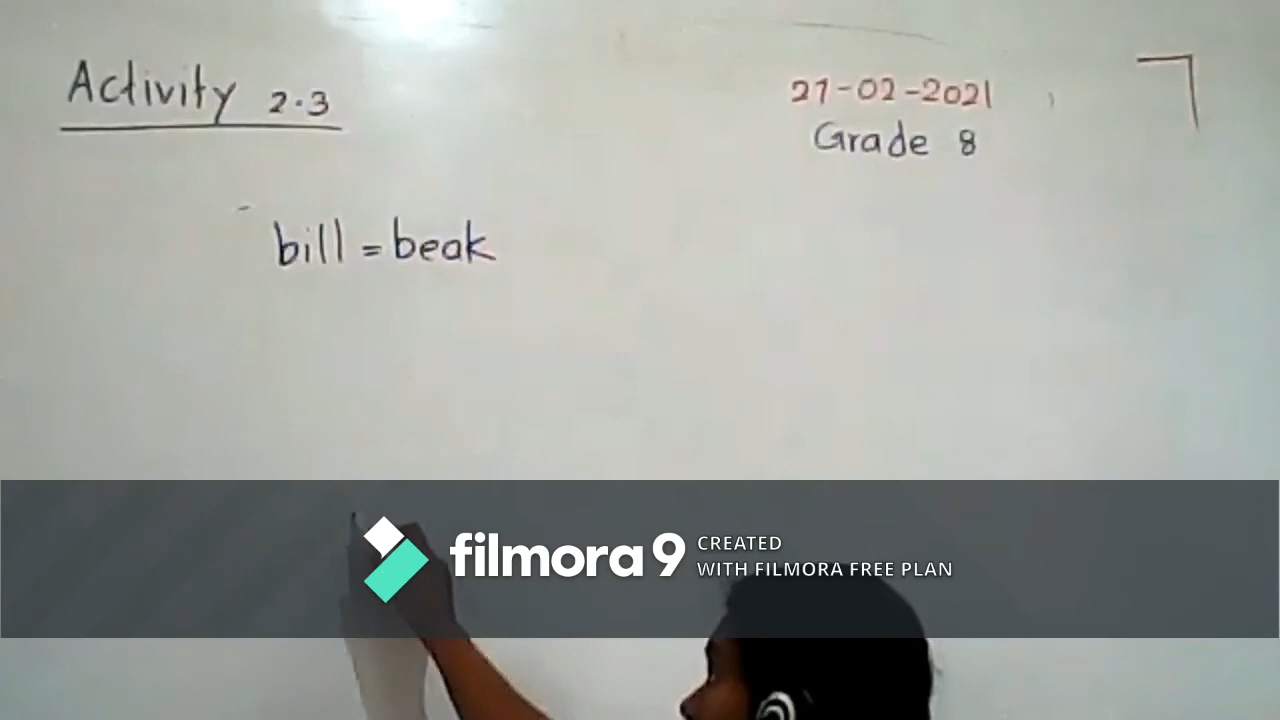 Activity 2.3
27-02-2021
Grade 8
bill = beak
filmora 9 CREATED
WITH FILMORA FREE PLAN